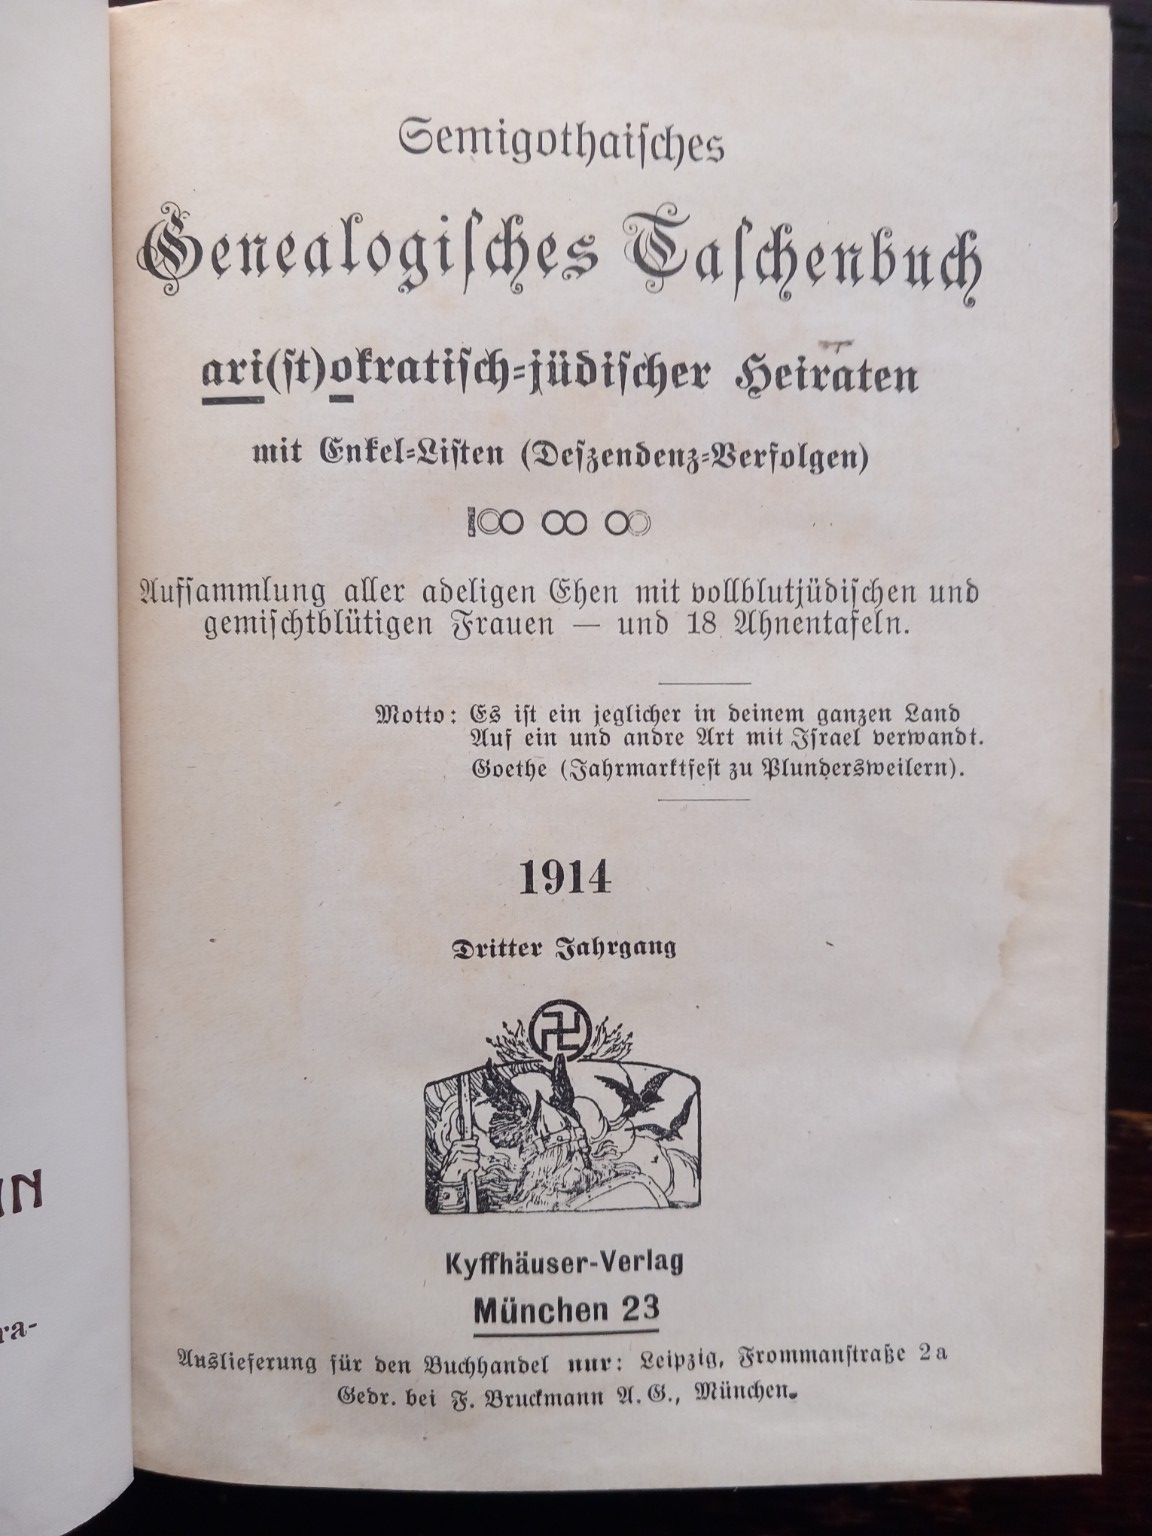 Semigothaisches
Genealogisches Taschenbuch
ari(st)okratisch=jüdischer Heiraten
mit Enkel=Listen (Deszendenz=Verfolgen)
Aufsammlung aller adeligen Ehen mit vollblutjüdischen und
gemischtblütigen Frauen — und 18 Ahnentafeln.
Motto: Es ist ein jeglicher in deinem ganzen Land
Auf ein und andre Art mit Israel verwandt.
Goethe (Jahrmarktfest zu Plundersweilern).
1914
Dritter Jahrgang
Kyffhäuser-Verlag
München 23
Auslieferung für den Buchhandel nur: Leipzig, Frommanstraße 2a
Gedr. bei F. Bruckmann A. G., München.